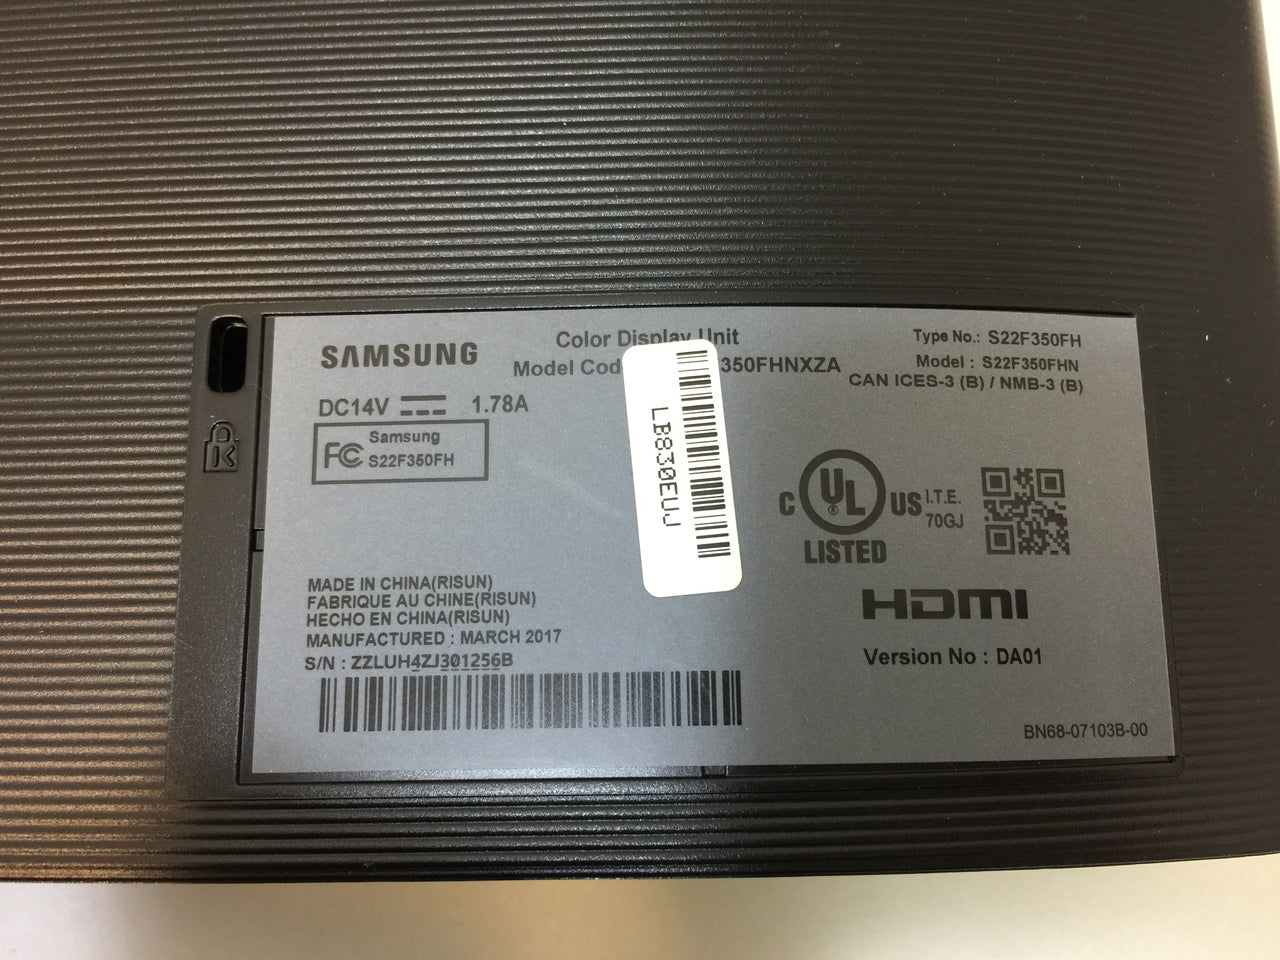 SAMSUNG
Color Display Unit
Model Cod 350FHNXZA
Type No.: S22F350FH
Model : S22F350FHN
CAN ICES-3 (B) / NMB-3 (B)
DC14V 1.78A
FC Samsung
S22F350FH
LB830EUJ
C UL ® US I.T.E.
70GJ
LISTED
HDMI
Version No : DA01
MADE IN CHINA(RISUN)
FABRIQUE AU CHINE(RISUN)
HECHO EN CHINA(RISUN)
MANUFACTURED : MARCH 2017
S/N : ZZLUH4ZJ301256B
BN68-07103B-00
K